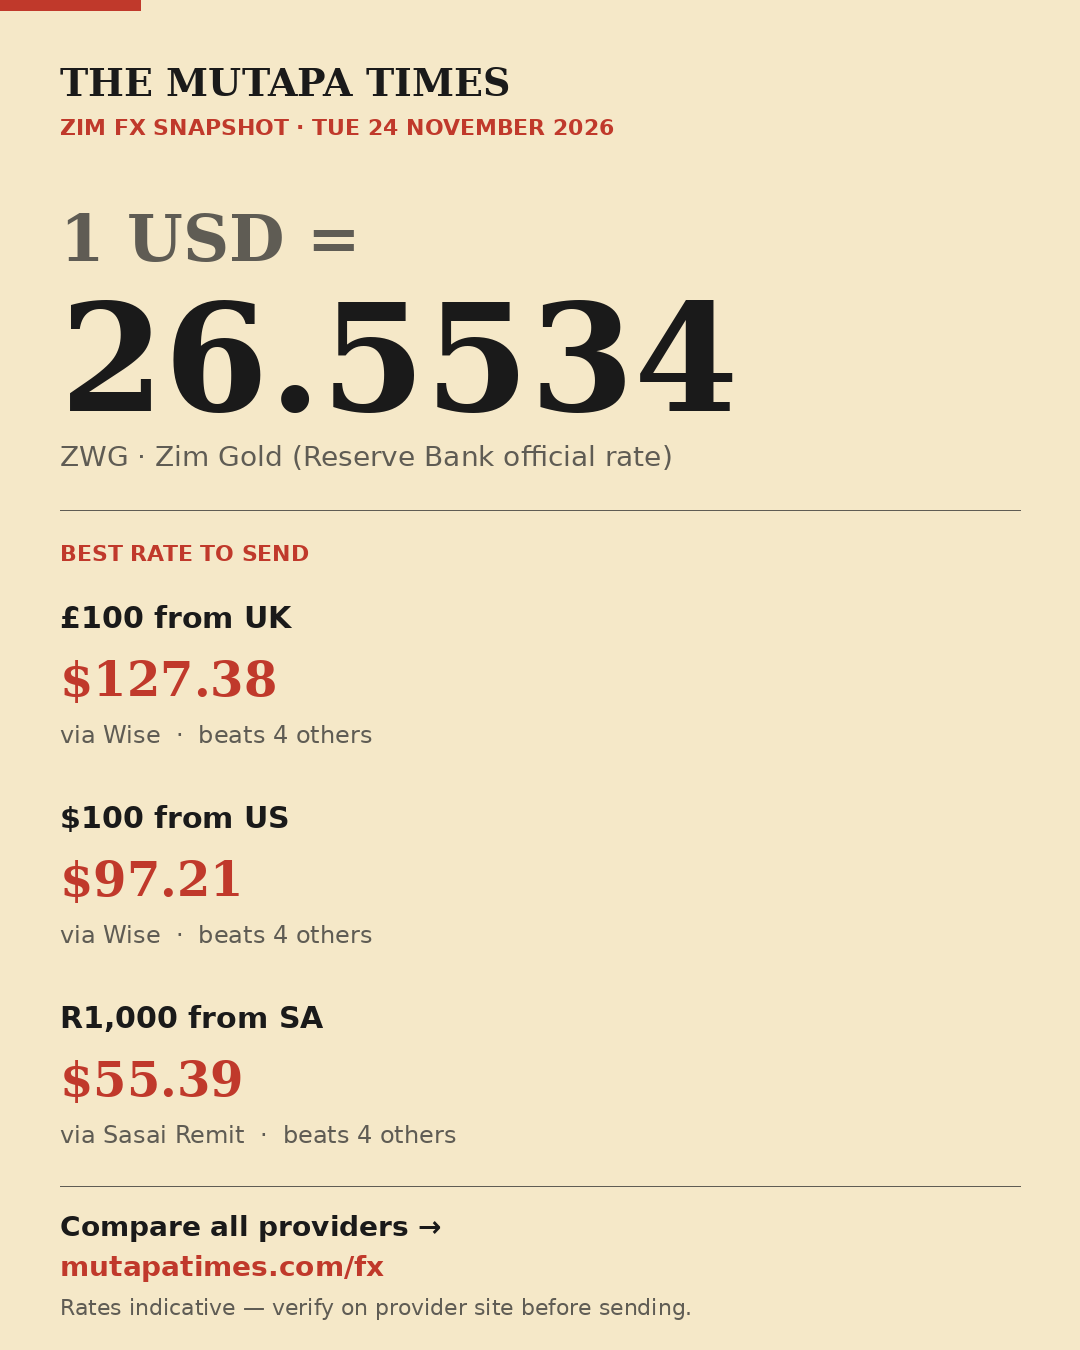 THE MUTAPA TIMES
ZIM FX SNAPSHOT · TUE 24 NOVEMBER 2026
1 USD =
26.5534
ZWG · Zim Gold (Reserve Bank official rate)
BEST RATE TO SEND
£100 from UK
$127.38
via Wise · beats 4 others
$100 from US
$97.21
via Wise · beats 4 others
R1,000 from SA
$55.39
via Sasai Remit · beats 4 others
Compare all providers →
mutapatimes.com/fx
Rates indicative — verify on provider site before sending.